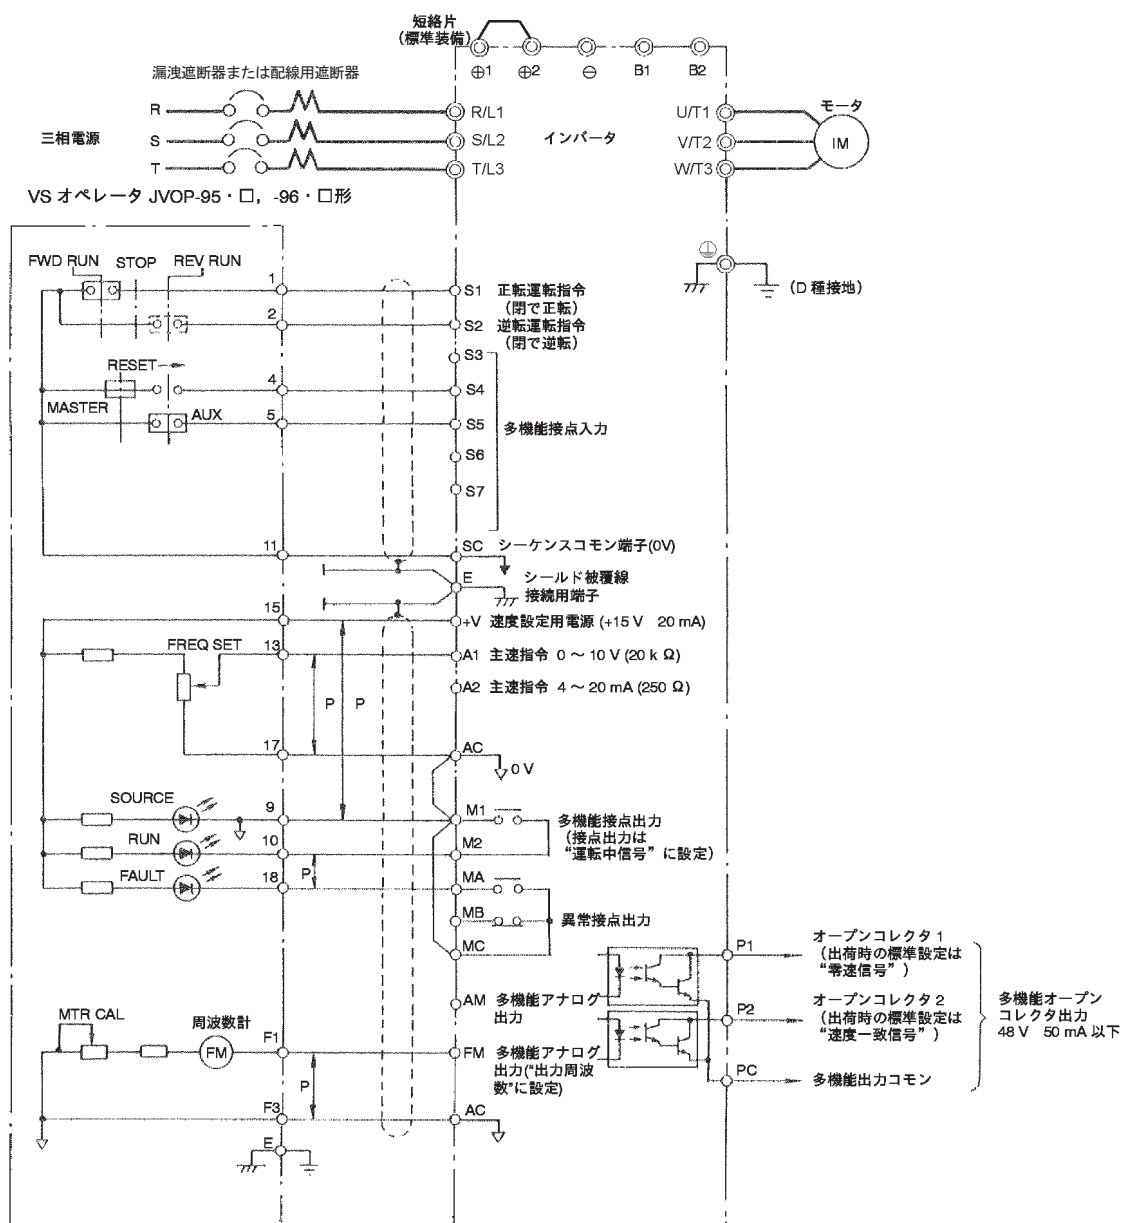 短絡片
（標準装備）
⊕1 ⊕2 ⊖ B1 B2
漏洩遮断器または配線用遮断器
三相電源
R
S
T
R/L1
S/L2
T/L3
インバータ
U/T1
V/T2
W/T3
モータ
IM
VS オペレータ JVOP-95・□，-96・□形
（D 種接地）
FWD RUN STOP REV RUN
1
S1 正転運転指令
（閉で正転）
2
S2 逆転運転指令
（閉で逆転）
S3
RESET
4
S4
MASTER
AUX
5
S5
多機能接点入力
S6
S7
11
SC シーケンスコモン端子(0V)
E
シールド被覆線
接続用端子
15
+V 速度設定用電源 (+15 V 20 mA)
FREQ SET
13
A1 主速指令 0 ～ 10 V (20 k Ω)
A2 主速指令 4 ～ 20 mA (250 Ω)
P P
17
AC
0 V
SOURCE
9
M1
多機能接点出力
（接点出力は
“運転中信号” に設定）
RUN
10
M2
P
FAULT
18
MA
MB
異常接点出力
MC
AM 多機能アナログ
出力
MTR CAL
周波数計
FM
F1
FM 多機能アナログ
出力(“出力周波
数”に設定)
P
F3
AC
E
P1
オープンコレクタ 1
（出荷時の標準設定は
“零速信号” ）
P2
オープンコレクタ 2
（出荷時の標準設定は
“速度一致信号” ）
PC
多機能出力コモン
多機能オープン
コレクタ出力
48 V 50 mA 以下